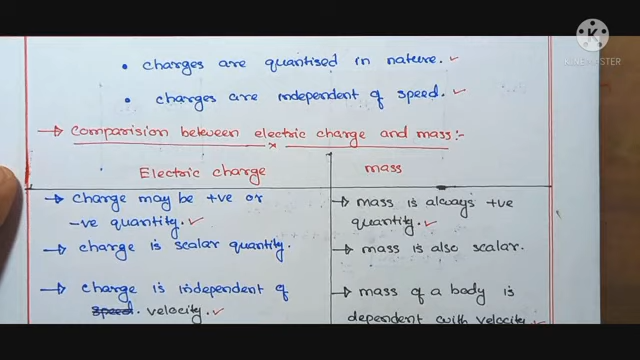 KINEMASTER
• charges are quantised in nature.
• charges are independent of speed.
→ Comparision between electric charge and mass:-
Electric charge
mass
→ charge may be +ve or
-ve quantity.
→ mass is always +ve
quantity.
→ charge is scalar quantity.
→ mass is also scalar.
→ charge is independent of
speed. velocity.
→ mass of a body is
dependent with velocity.